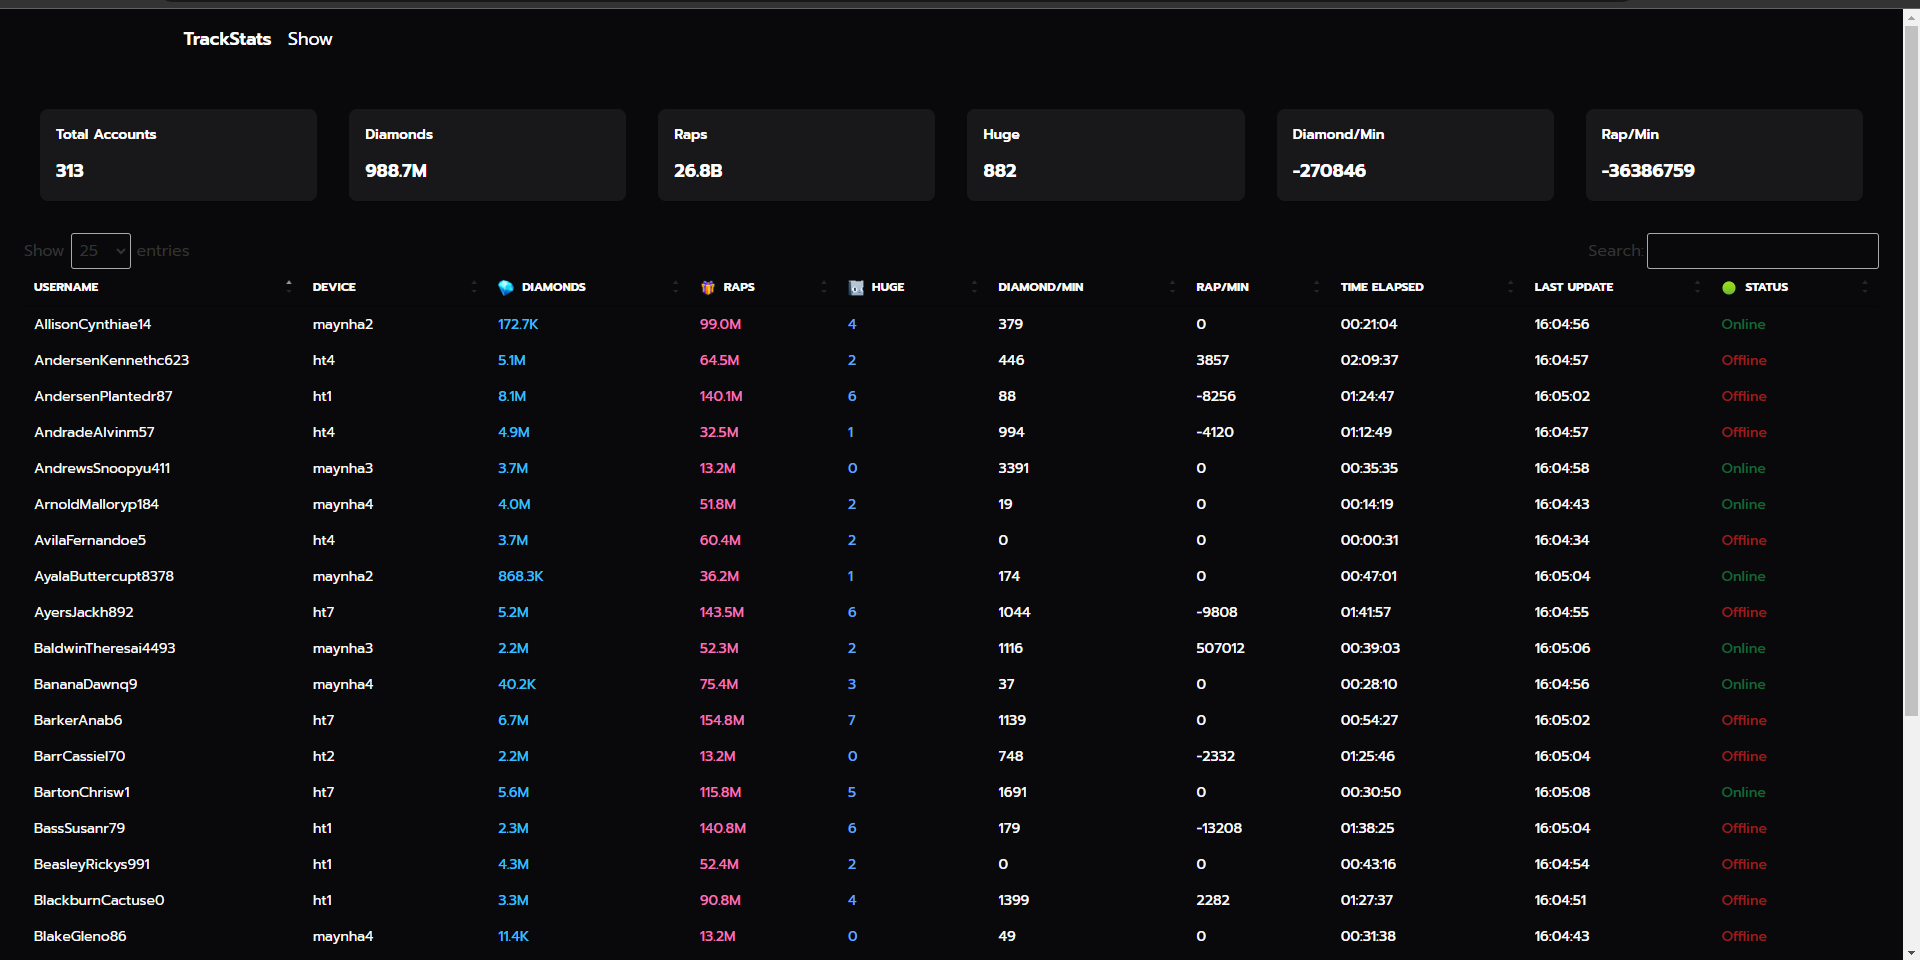 TrackStats Show
Total Accounts Diamonds Raps Huge Diamond/Min Rap/Min
313 988.7M 26.8B 882 -270846 -36386759
Show 25 entries Search:
USERNAME DEVICE DIAMONDS RAPS HUGE DIAMOND/MIN RAP/MIN TIME ELAPSED LAST UPDATE STATUS
AllisonCynthiae14 maynha2 172.7K 99.0M 4 379 0 00:21:04 16:04:56 Online
AndersenKennethc623 ht4 5.1M 64.5M 2 446 3857 02:09:37 16:04:57 Offline
AndersenPlantedr87 ht1 8.1M 140.1M 6 88 -8256 01:24:47 16:05:02 Offline
AndradeAlvinm57 ht4 4.9M 32.5M 1 994 -4120 01:12:49 16:04:57 Offline
AndrewsSnoopyu411 maynha3 3.7M 13.2M 0 3391 0 00:35:35 16:04:58 Online
ArnoldMalloryp184 maynha4 4.0M 51.8M 2 19 0 00:14:19 16:04:43 Online
AvilaFernandoe5 ht4 3.7M 60.4M 2 0 0 00:00:31 16:04:34 Offline
AyalaButtercupt8378 maynha2 868.3K 36.2M 1 174 0 00:47:01 16:05:04 Online
AyersJackh892 ht7 5.2M 143.5M 6 1044 -9808 01:41:57 16:04:55 Offline
BaldwinTheresai4493 maynha3 2.2M 52.3M 2 1116 507012 00:39:03 16:05:06 Online
BananaDawnq9 maynha4 40.2K 75.4M 3 37 0 00:28:10 16:04:56 Online
BarkerAnab6 ht7 6.7M 154.8M 7 1139 0 00:54:27 16:05:02 Offline
BarrCassiel70 ht2 2.2M 13.2M 0 748 -2332 01:25:46 16:05:04 Offline
BartonChrisw1 ht7 5.6M 115.8M 5 1691 0 00:30:50 16:05:08 Online
BassSusanr79 ht1 2.3M 140.8M 6 179 -13208 01:38:25 16:05:04 Offline
BeasleyRickys991 ht1 4.3M 52.4M 2 0 0 00:43:16 16:04:54 Offline
BlackburnCactuse0 ht1 3.3M 90.8M 4 1399 2282 01:27:37 16:04:51 Offline
BlakeGleno86 maynha4 11.4K 13.2M 0 49 0 00:31:38 16:04:43 Offline